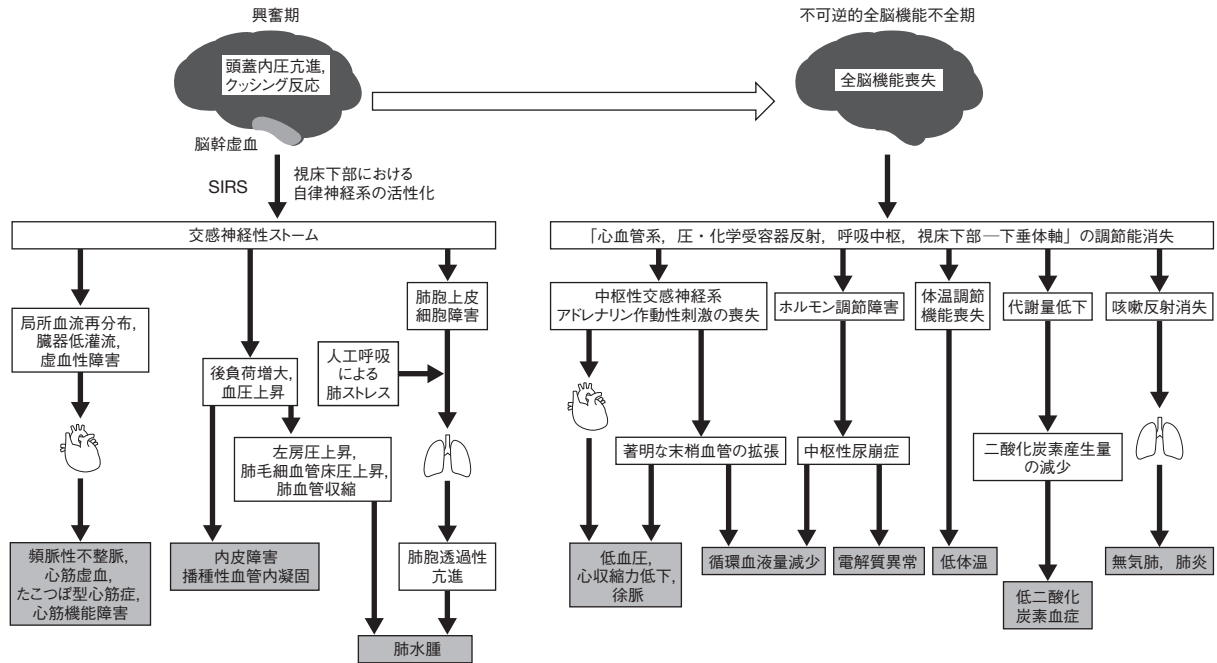 興奮期
頭蓋内圧亢進,
クッシング反応
脳幹虚血
SIRS
視床下部における
自律神経系の活性化
交感神経性ストーム
局所血流再分布,
臓器低灌流,
虚血性障害
後負荷増大,
血圧上昇
肺胞上皮
細胞障害
人工呼吸
による
肺ストレス
左房圧上昇,
肺毛細血管床圧上昇,
肺血管収縮
頻脈性不整脈,
心筋虚血,
たこつぼ型心筋症,
心筋機能障害
内皮障害
播種性血管内凝固
肺胞透過性
亢進
肺水腫
不可逆的全脳機能不全期
全脳機能喪失
「心血管系,圧・化学受容器反射,呼吸中枢,視床下部―下垂体軸」の調節能消失
中枢性交感神経系
アドレナリン作動性刺激の喪失
ホルモン調節障害
体温調節
機能喪失
代謝量低下
咳嗽反射消失
著明な末梢血管の拡張
中枢性尿崩症
二酸化炭素産生量
の減少
低血圧,
心収縮力低下,
徐脈
循環血液量減少
電解質異常
低体温
低二酸化
炭素血症
無気肺,肺炎